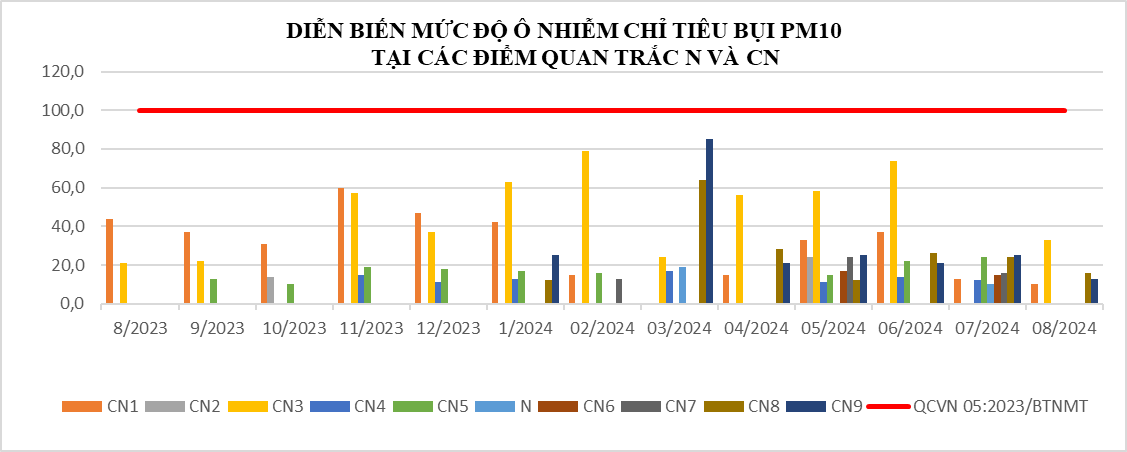 DIỄN BIẾN MỨC ĐỘ Ô NHIỄM CHỈ TIÊU BỤI PM10
TẠI CÁC ĐIỂM QUAN TRẮC N VÀ CN
120,0
100,0
80,0
60,0
40,0
20,0
0,0
8/2023 9/2023 10/2023 11/2023 12/2023 1/2024 02/2024 03/2024 04/2024 05/2024 06/2024 07/2024 08/2024
CN1 CN2 CN3 CN4 CN5 N CN6 CN7 CN8 CN9 QCVN 05:2023/BTNMT